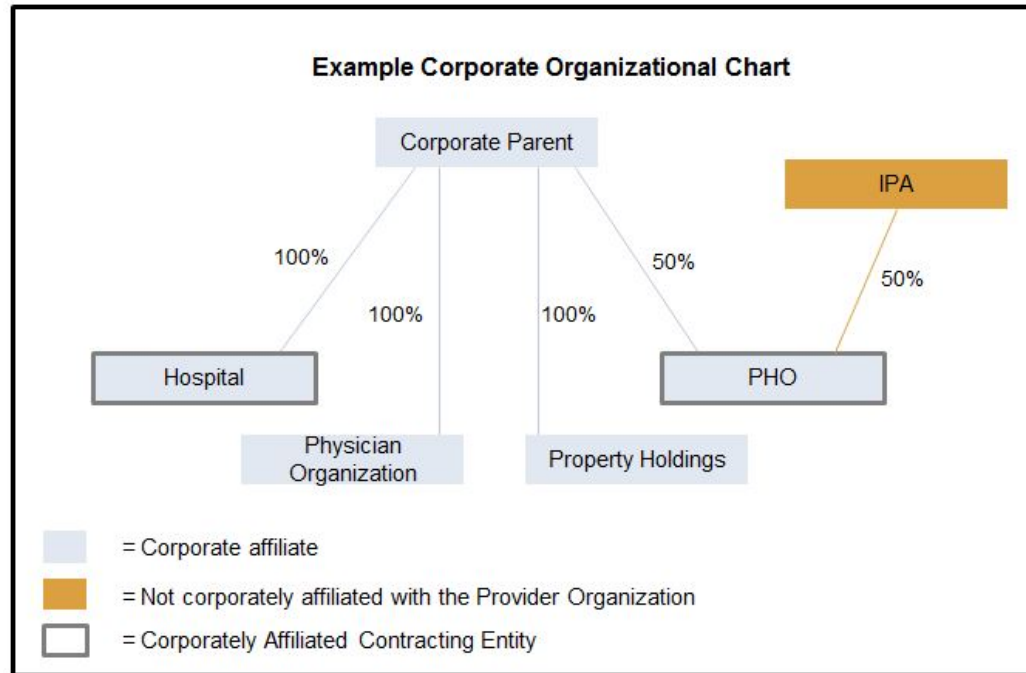 Example Corporate Organizational Chart
Corporate Parent
IPA
100%
50%
50%
100%
100%
Hospital
PHO
Physician
Organization
Property Holdings
= Corporate affiliate
= Not corporately affiliated with the Provider Organization
= Corporately Affiliated Contracting Entity